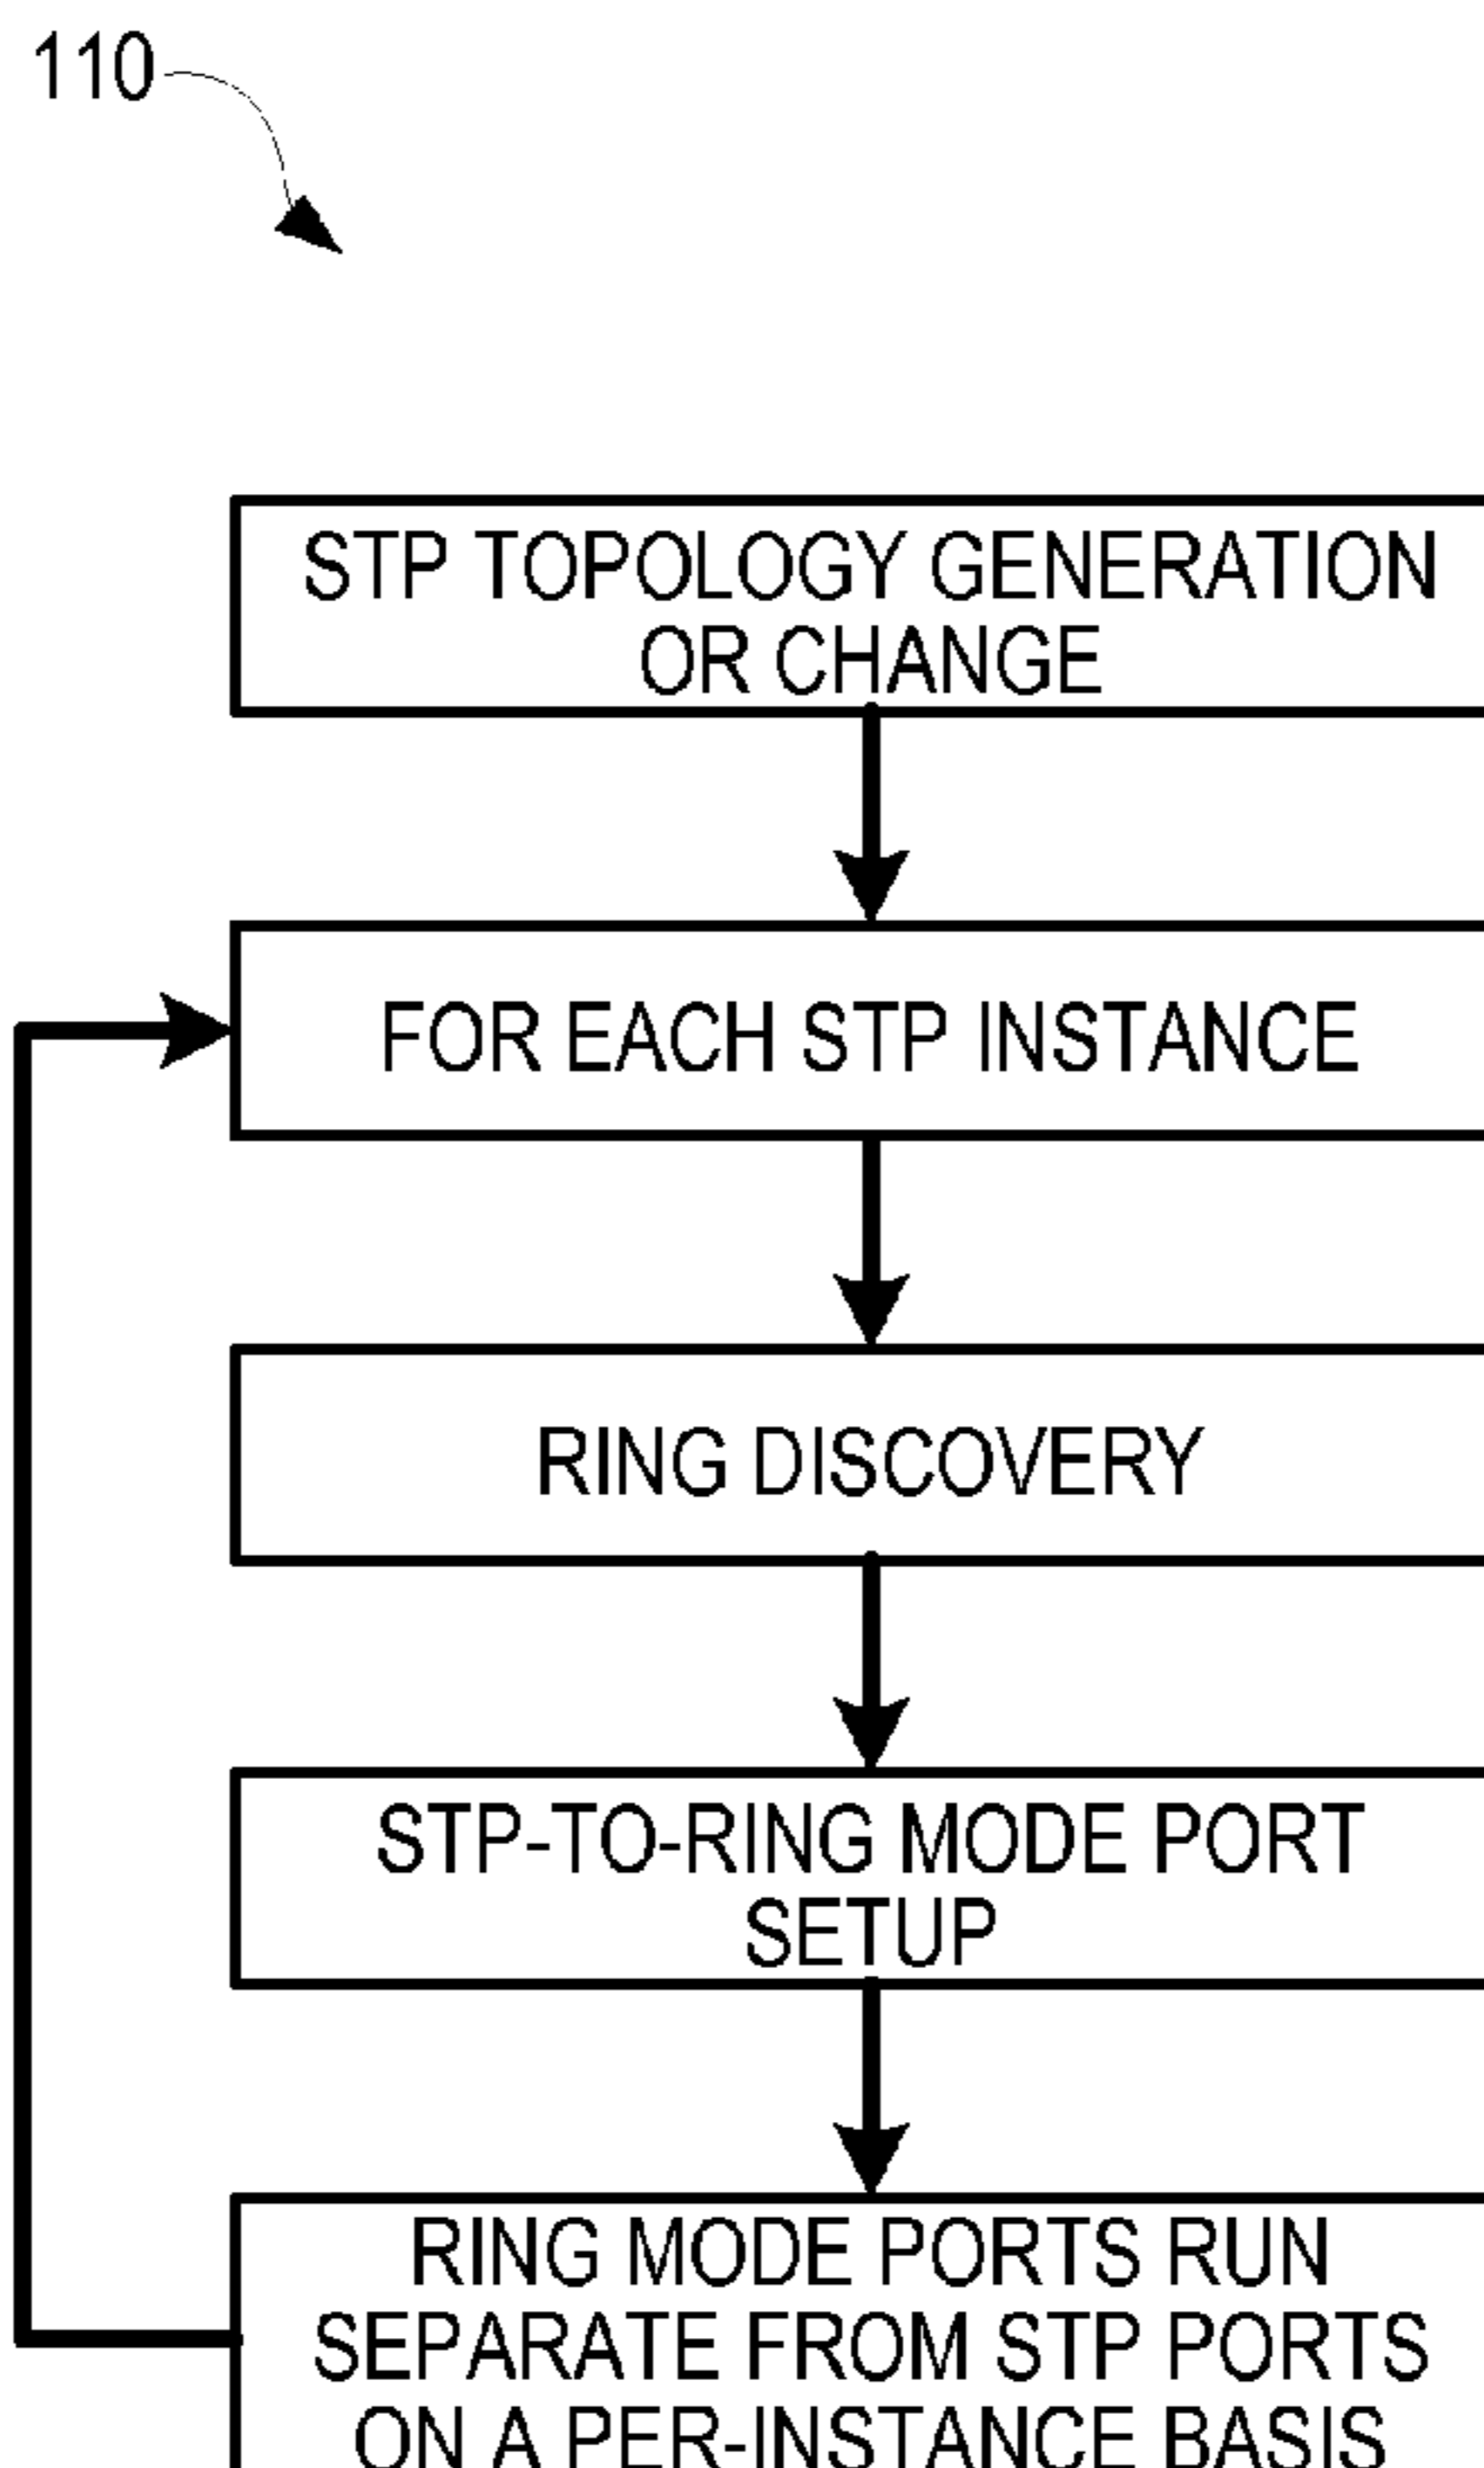 110
STP TOPOLOGY GENERATION
OR CHANGE
FOR EACH STP INSTANCE
RING DISCOVERY
STP-TO-RING MODE PORT
SETUP
RING MODE PORTS RUN
SEPARATE FROM STP PORTS
ON A PER-INSTANCE BASIS